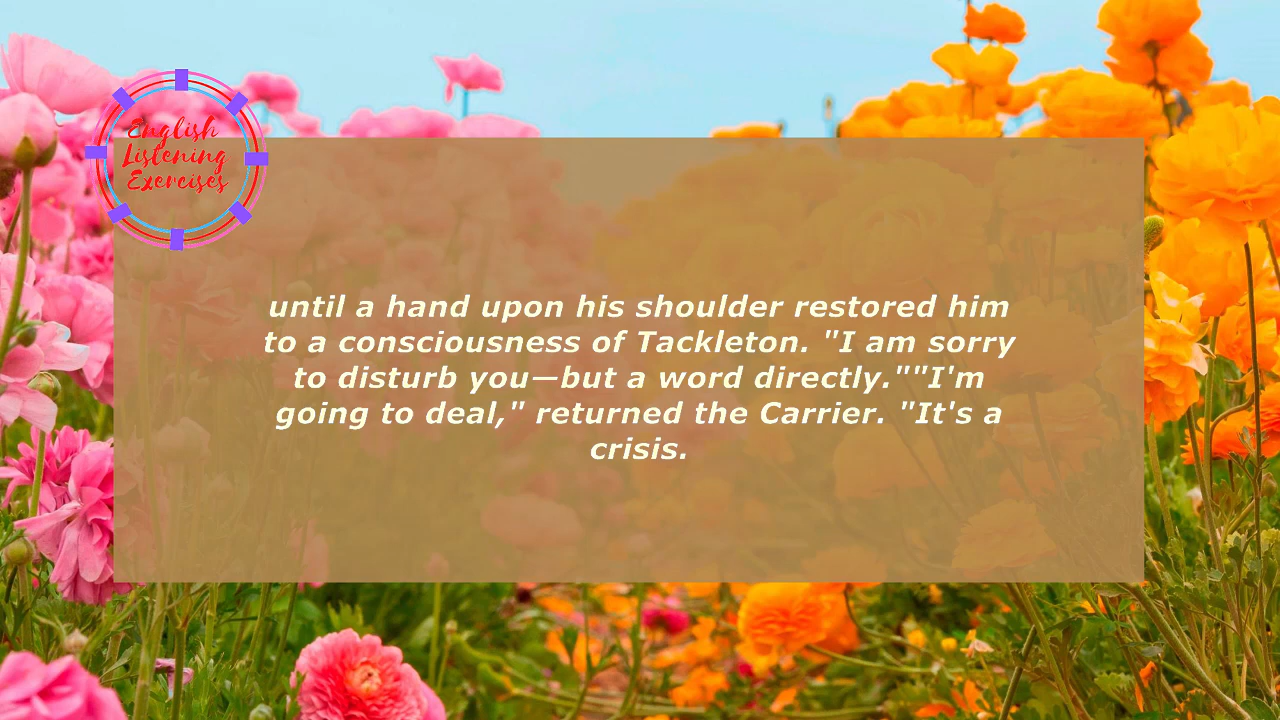 English
Listening
Exercises
until a hand upon his shoulder restored him
to a consciousness of Tackleton. "I am sorry
to disturb you—but a word directly.""I'm
going to deal," returned the Carrier. "It's a
crisis.